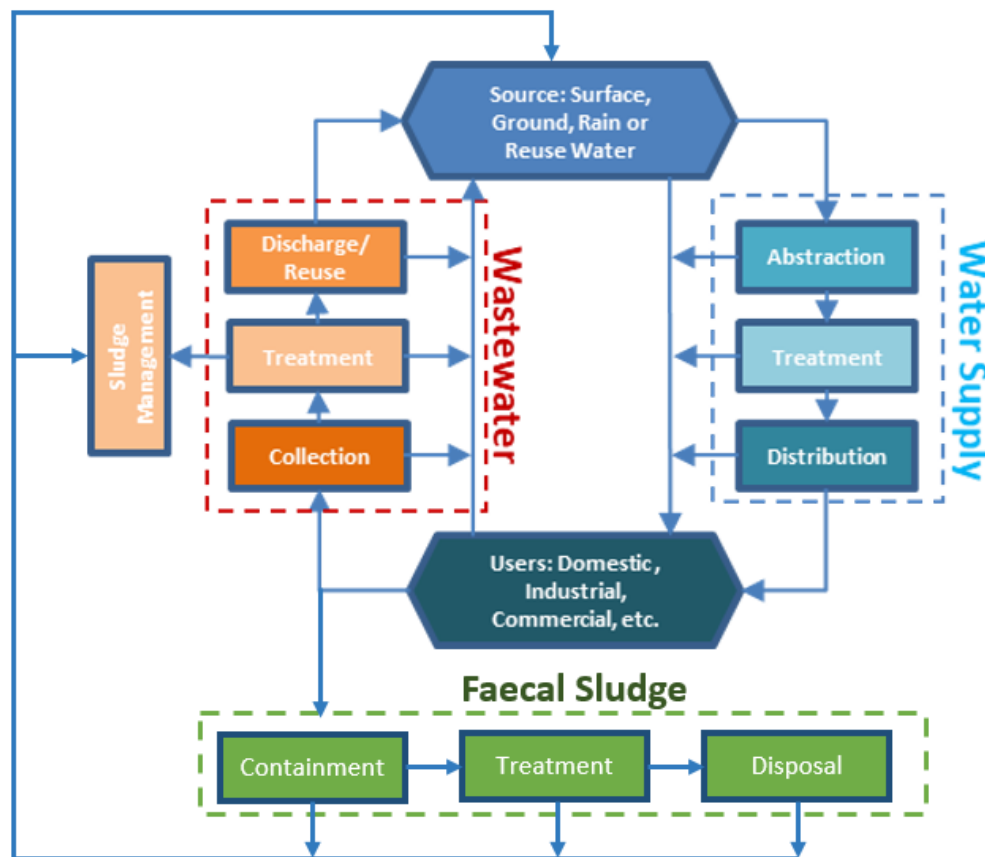 Source: Surface,
Ground, Rain or
Reuse Water
Discharge/
Reuse
Treatment
Collection
Wastewater
Sludge
Management
Abstraction
Treatment
Distribution
Water Supply
Users: Domestic,
Industrial,
Commercial, etc.
Faecal Sludge
Containment
Treatment
Disposal